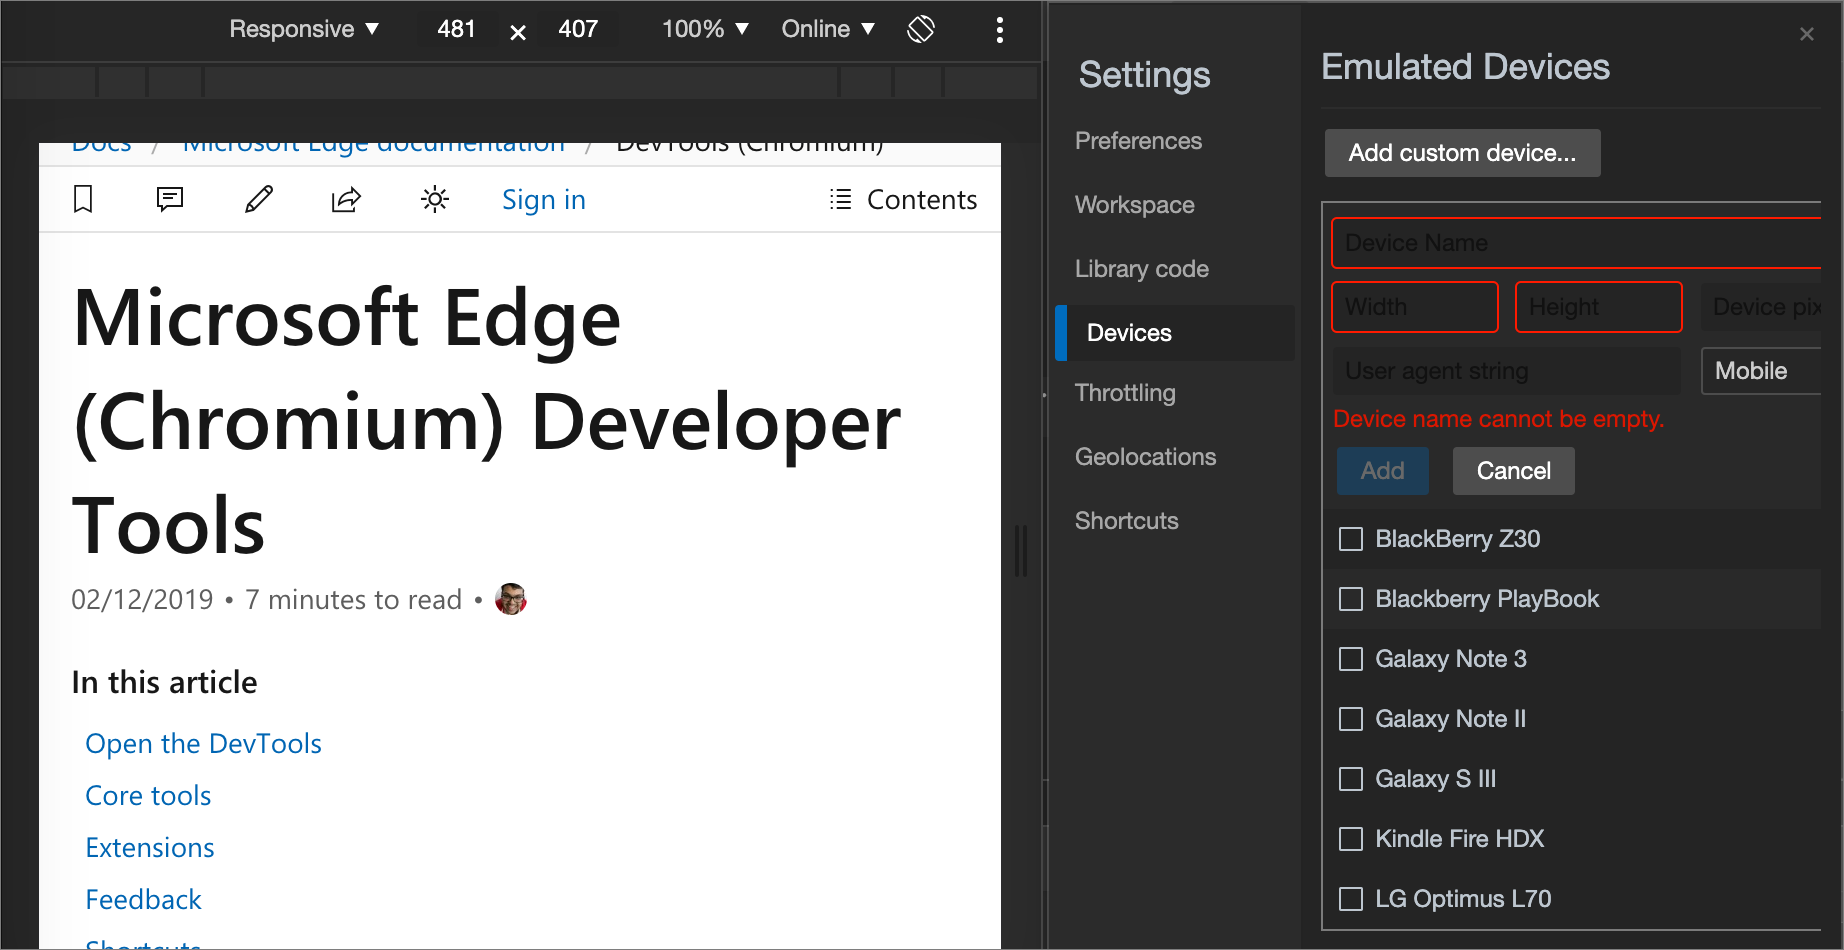 Responsive ▼ 481 × 407 100% ▼ Online ▼
Docs / Microsoft Edge documentation / DevTools (Chromium)
Sign in
Contents
Microsoft Edge
(Chromium) Developer
Tools
02/12/2019 • 7 minutes to read •
In this article
Open the DevTools
Core tools
Extensions
Feedback
Shortcuts
Settings
Preferences
Workspace
Library code
Devices
Throttling
Geolocations
Shortcuts
Emulated Devices
Add custom device...
Device Name
Width Height Device pix
User agent string Mobile
Device name cannot be empty.
Add Cancel
BlackBerry Z30
Blackberry PlayBook
Galaxy Note 3
Galaxy Note II
Galaxy S III
Kindle Fire HDX
LG Optimus L70